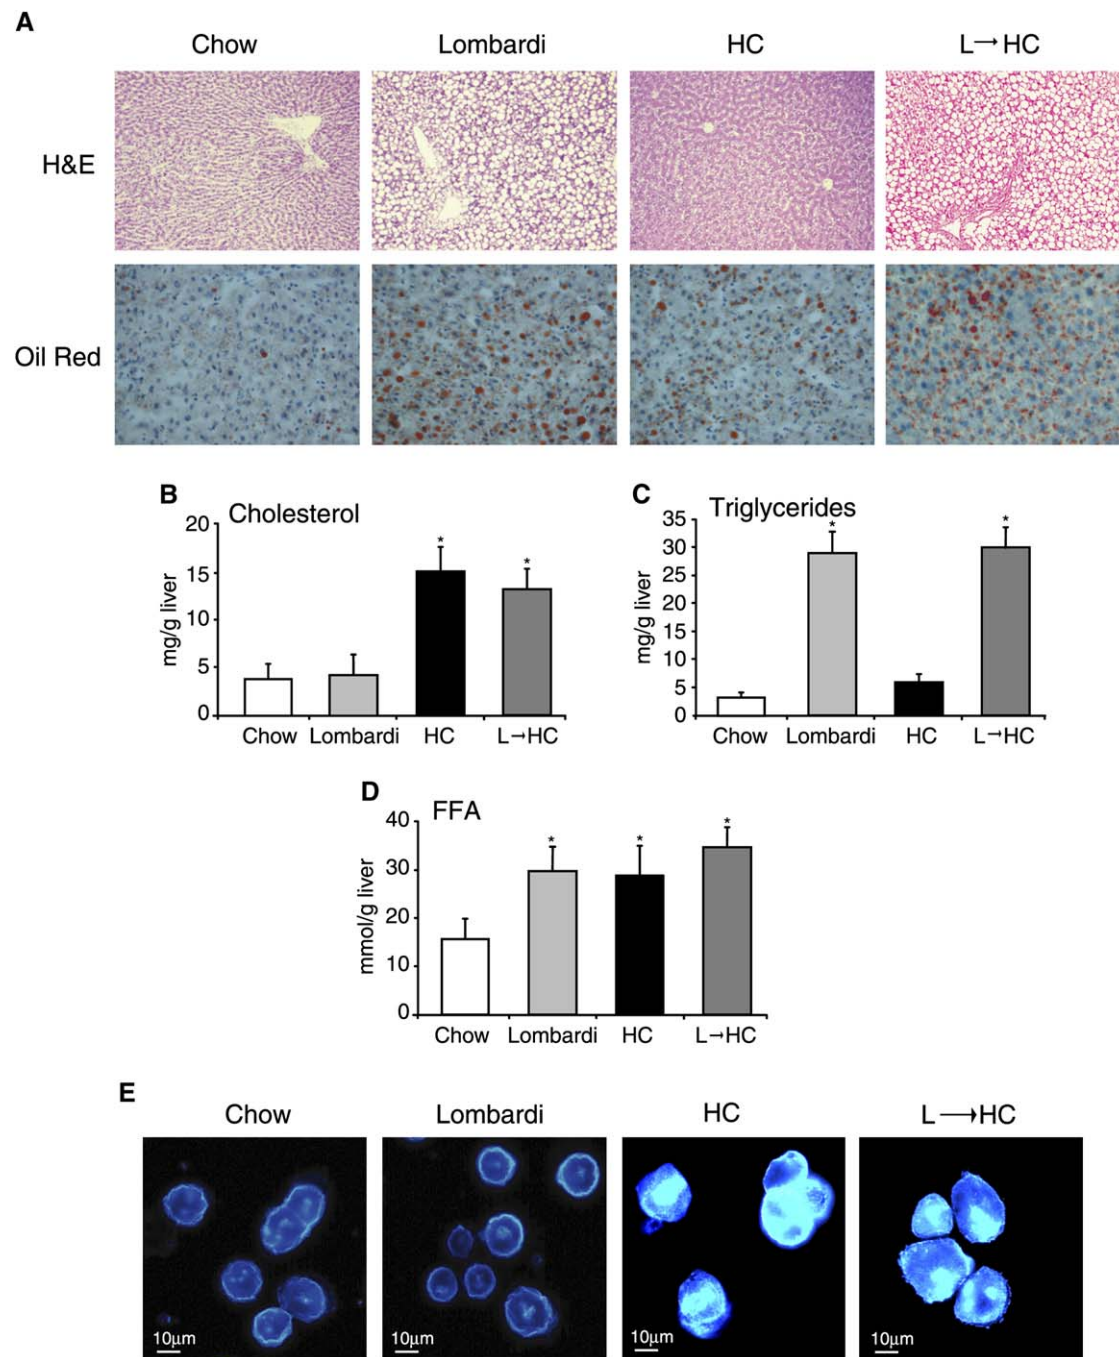 A
Chow Lombardi HC L→HC
H&E
Oil Red
B
Cholesterol
mg/g liver
20
15
10
5
0
* *
Chow Lombardi HC L→HC
C
Triglycerides
mg/g liver
35
30
25
20
15
10
5
0
* *
Chow Lombardi HC L→HC
D
FFA
mmol/g liver
40
30
20
10
0
* * *
Chow Lombardi HC L→HC
E
Chow Lombardi HC L→HC
10μm 10μm 10μm 10μm